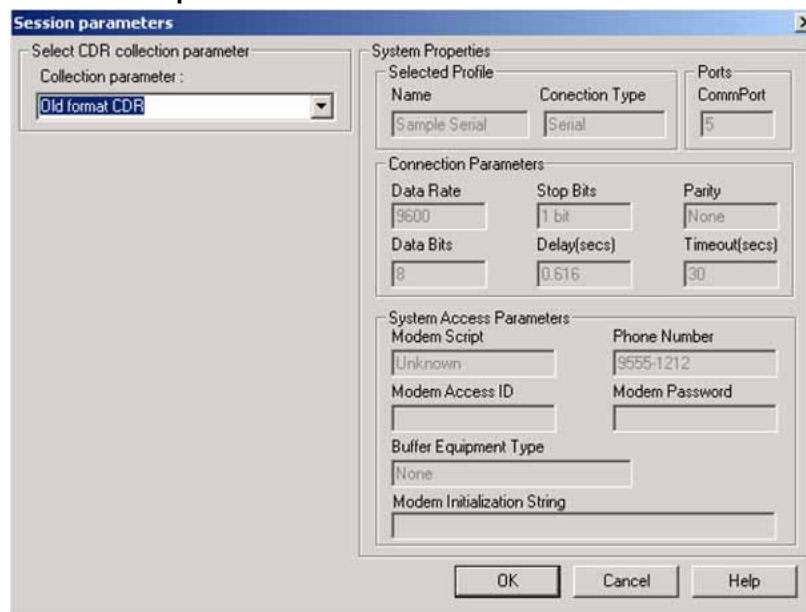 Session parameters
Select CDR collection parameter
Collection parameter :
Old format CDR
System Properties
Selected Profile
Name Conection Type
Sample Serial Serial
Ports
CommPort
5
Connection Parameters
Data Rate Stop Bits Parity
9600 1 bit None
Data Bits Delay(secs) Timeout(secs)
8 0.616 30
System Access Parameters
Modem Script Phone Number
Unknown 9555-1212
Modem Access ID Modem Password
Buffer Equipment Type
None
Modem Initialization String
OK Cancel Help